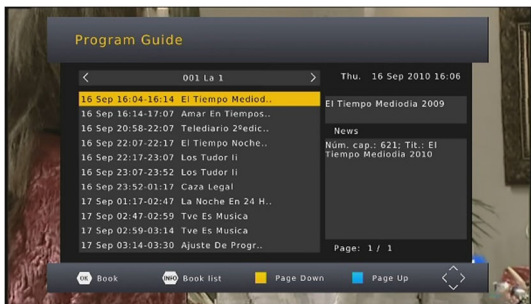 Program Guide
001 La 1
Thu. 16 Sep 2010 16:06
16 Sep 16:04-16:14 El Tiempo Mediod..
16 Sep 16:14-17:07 Amar En Tiempos..
16 Sep 20:58-22:07 Telediario 2ªedic..
16 Sep 22:07-22:17 El Tiempo Noche..
16 Sep 22:17-23:07 Los Tudor Ii
16 Sep 23:07-23:52 Los Tudor Ii
16 Sep 23:52-01:17 Caza Legal
17 Sep 01:17-02:47 La Noche En 24 H..
17 Sep 02:47-02:59 Tve Es Musica
17 Sep 02:59-03:14 Tve Es Musica
17 Sep 03:14-03:30 Ajuste De Progr..
El Tiempo Mediodia 2009
News
Núm. cap.: 621; Tit.: El
Tiempo Mediodia 2010
Page: 1/ 1
OK Book
INFO Book list
Page Down
Page Up